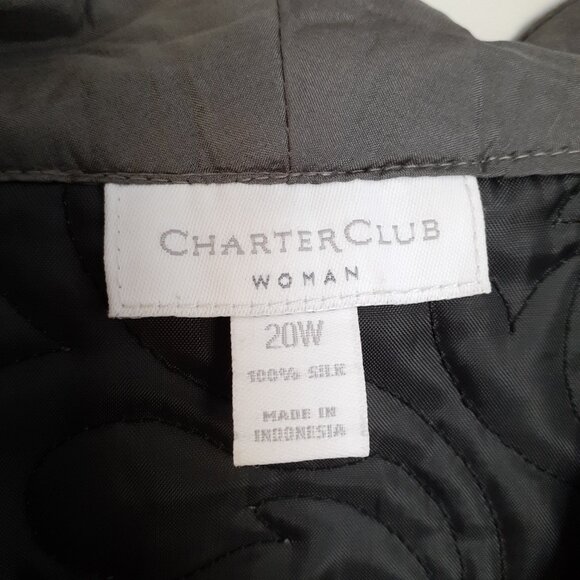 CHARTER CLUB
WOMAN
20W
100% SILK
MADE IN
INDONESIA